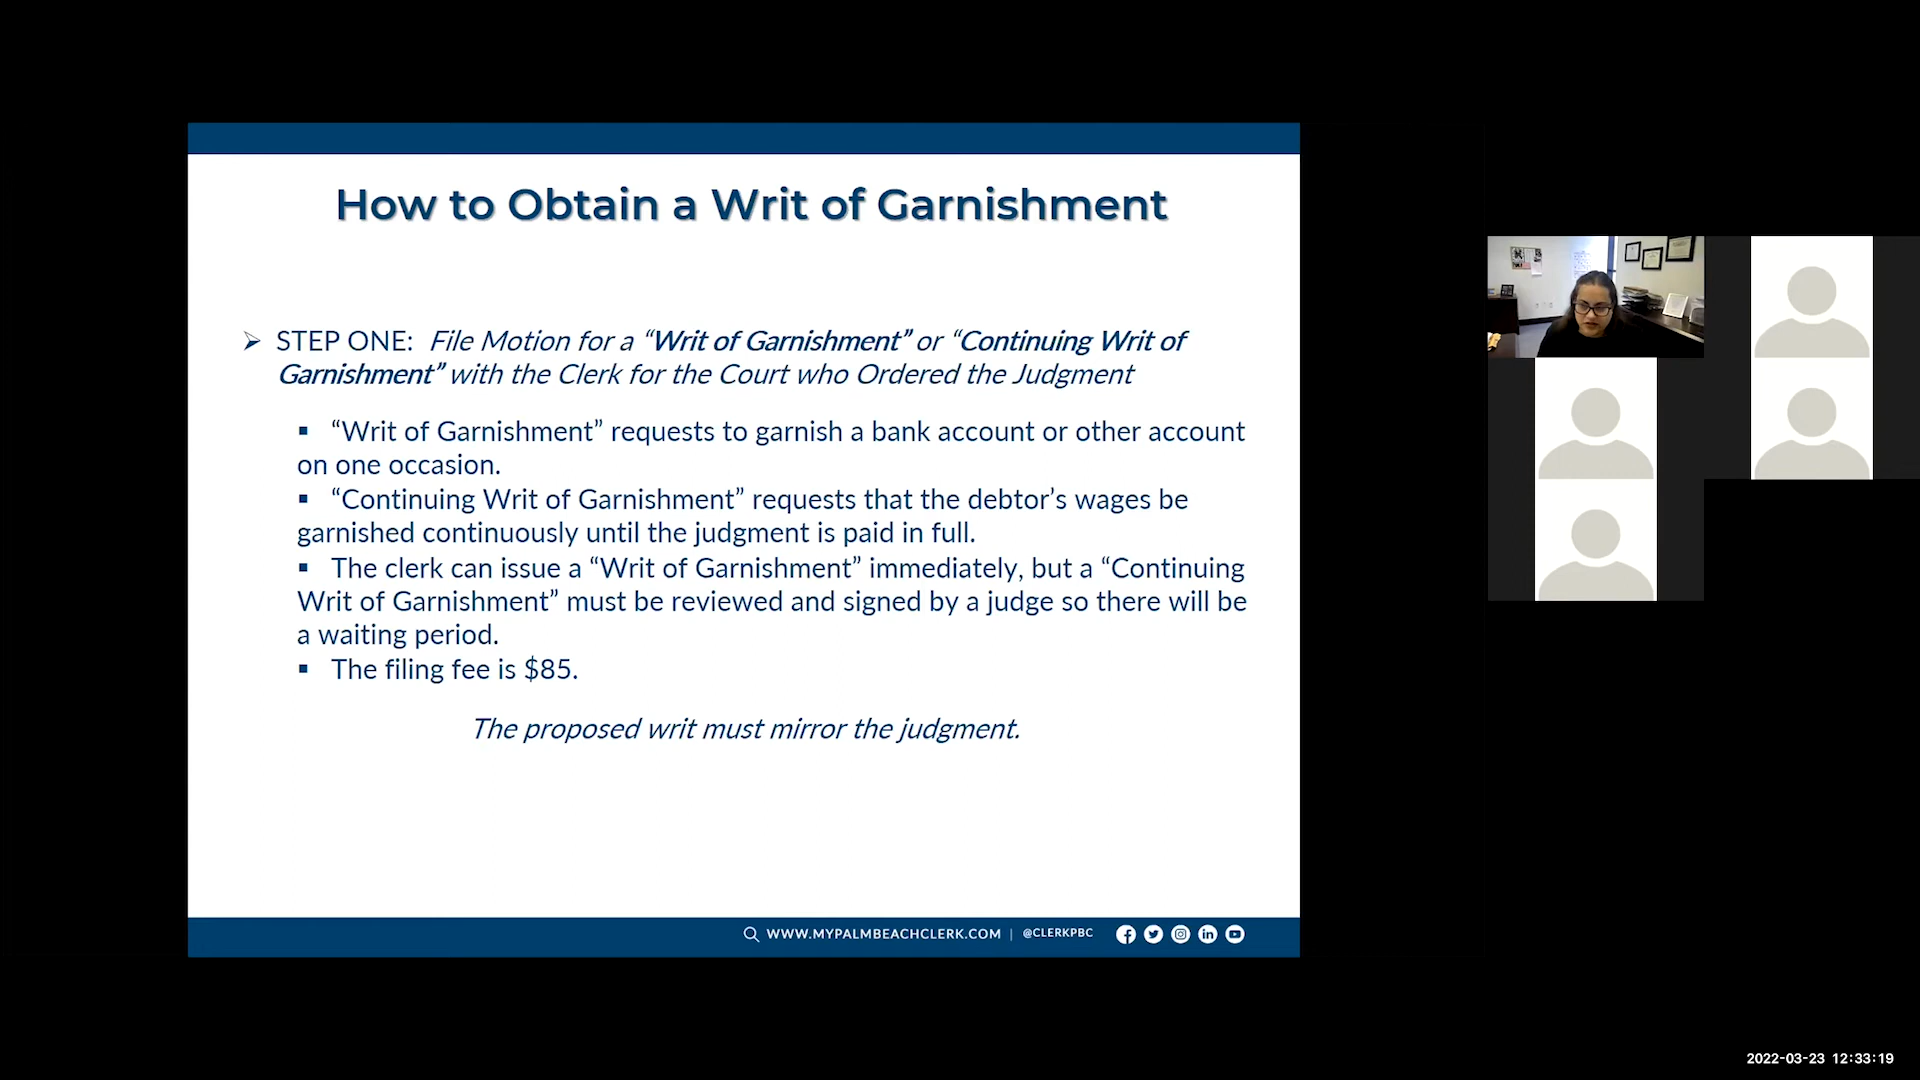 How to Obtain a Writ of Garnishment
➢ STEP ONE: File Motion for a “Writ of Garnishment” or “Continuing Writ of
Garnishment” with the Clerk for the Court who Ordered the Judgment
▪ “Writ of Garnishment” requests to garnish a bank account or other account
on one occasion.
▪ “Continuing Writ of Garnishment” requests that the debtor’s wages be
garnished continuously until the judgment is paid in full.
▪ The clerk can issue a “Writ of Garnishment” immediately, but a “Continuing
Writ of Garnishment” must be reviewed and signed by a judge so there will be
a waiting period.
▪ The filing fee is $85.
The proposed writ must mirror the judgment.
WWW.MYPALMBEACHCLERK.COM | @CLERKPBC
2022-03-23 12:33:19